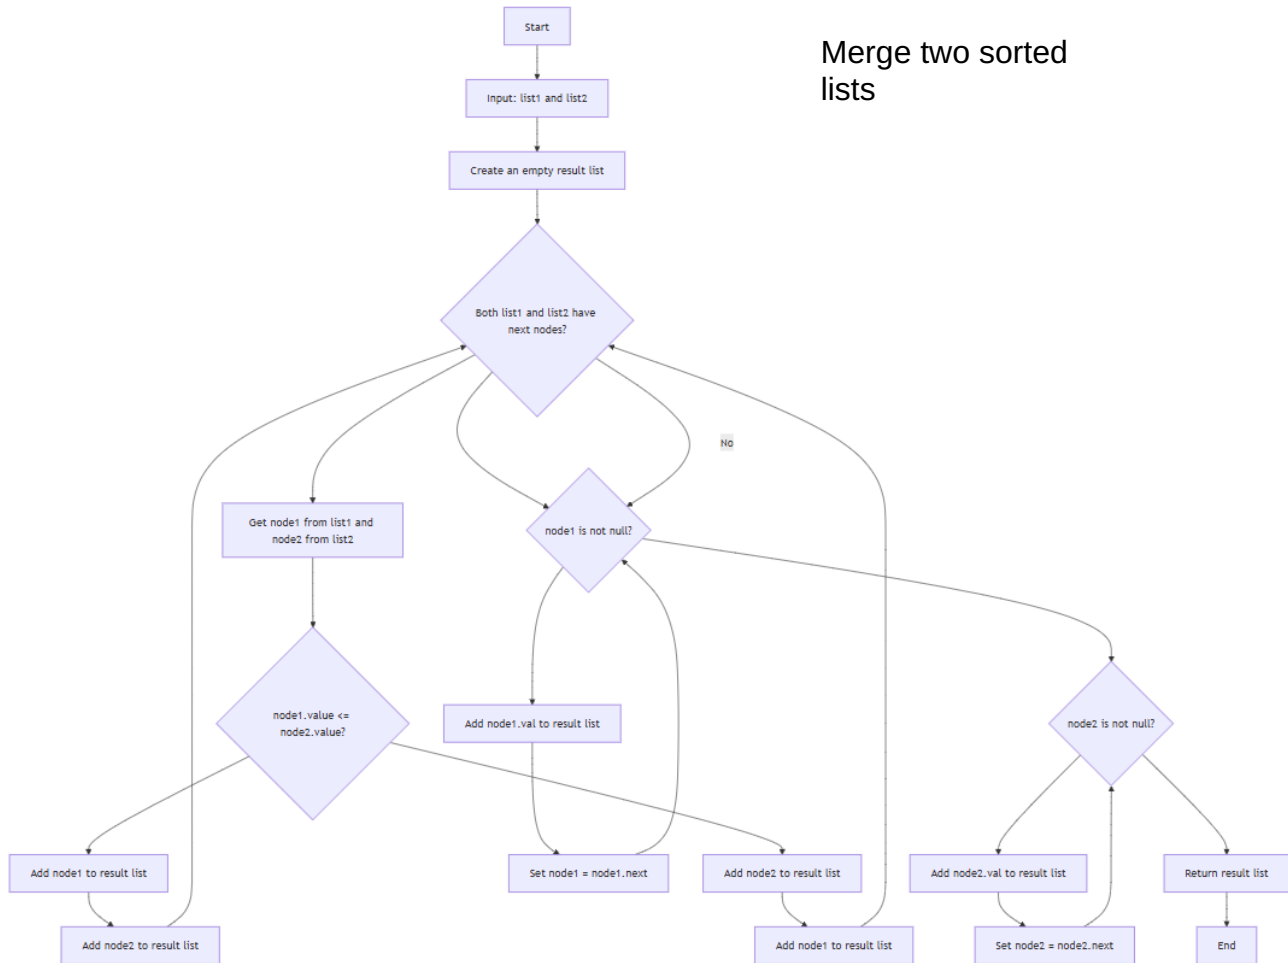 Start
Merge two sorted
lists
Input: list1 and list2
Create an empty result list
Both list1 and list2 have
next nodes?
No
Get node1 from list1 and
node2 from list2
node1 is not null?
node1.value <=
node2.value?
Add node1.val to result list
node2 is not null?
Add node1 to result list
Set node1 = node1.next
Add node2 to result list
Add node2.val to result list
Return result list
Add node2 to result list
Add node1 to result list
Set node2 = node2.next
End